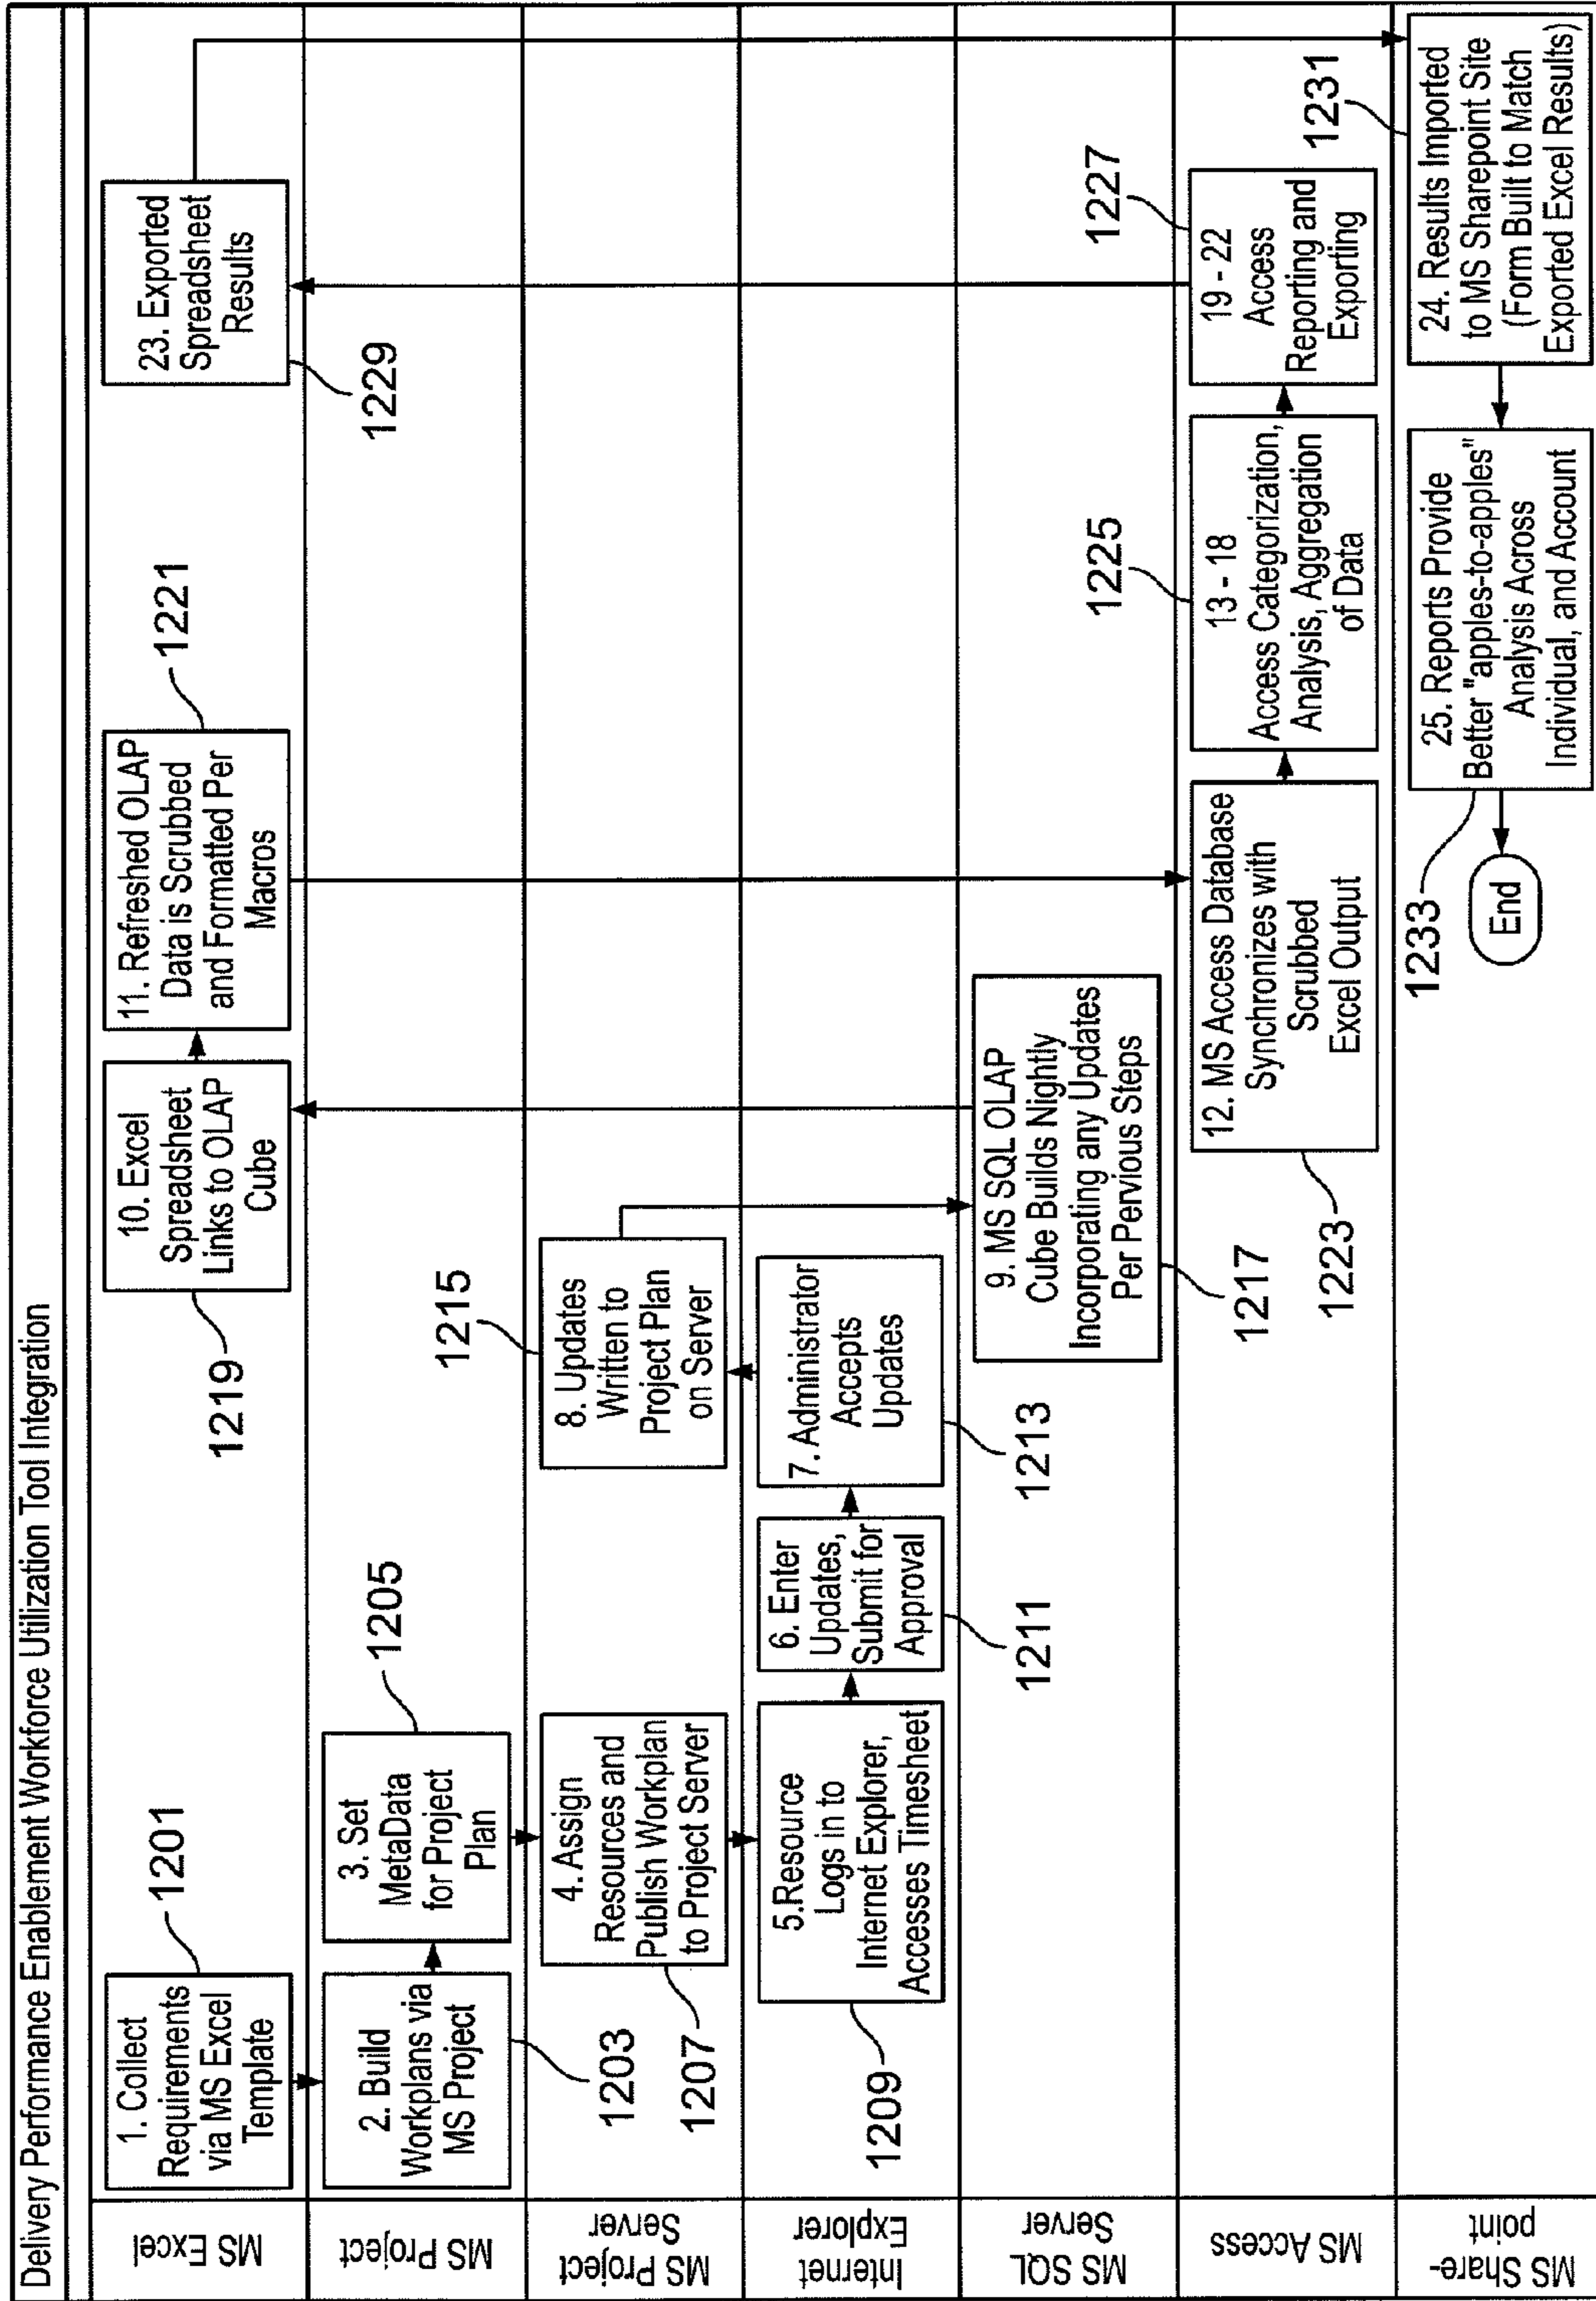 Delivery Performance Enablement Workforce Utilization Tool Integration
MS Excel
1. Collect
Requirements
via MS Excel
Template
1201
10. Excel
Spreadsheet
Links to OLAP
Cube
1219
11. Refreshed OLAP
Data is Scrubbed
and Formatted Per
Macros
1221
23. Exported
Spreadsheet
Results
1229
MS Project
2. Build
Workplans via
MS Project
1203
3. Set
MetaData
for Project
Plan
1205
MS Project
Server
4. Assign
Resources and
Publish Workplan
to Project Server
1207
8. Updates
Written to
Project Plan
on Server
1215
Internet
Explorer
5.Resource
Logs in to
Internet Explorer,
Accesses Timesheet
1209
6. Enter
Updates,
Submit for
Approval
1211
7. Administrator
Accepts
Updates
1213
MS SQL
Server
9. MS SQL OLAP
Cube Builds Nightly
Incorporating any Updates
Per Pervious Steps
1217
MS Access
12. MS Access Database
Synchronizes with
Scrubbed
Excel Output
1223
13 - 18
Access Categorization,
Analysis, Aggregation
of Data
1225
19 - 22
Access
Reporting and
Exporting
1227
MS Share-
point
24. Results Imported
to MS Sharepoint Site
(Form Built to Match
Exported Excel Results)
1231
25. Reports Provide
Better "apples-to-apples"
Analysis Across
Individual, and Account
1233
End